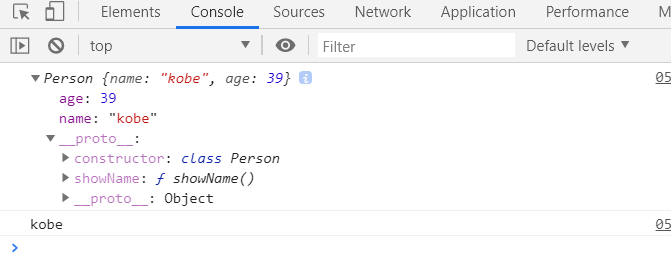 Elements Console Sources Network Application Performance M
top Filter Default levels
Person {name: "kobe", age: 39} 05
age: 39
name: "kobe"
__proto__:
constructor: class Person
showName: ƒ showName()
__proto__: Object
kobe 05